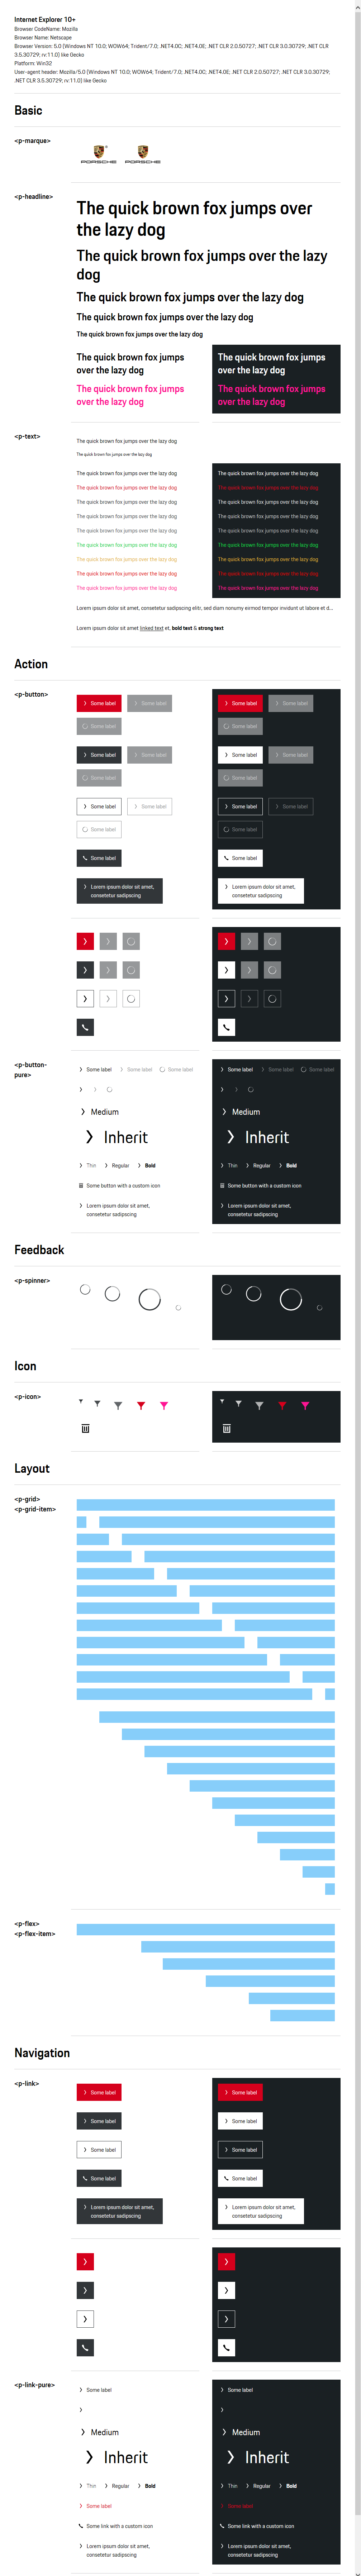 Internet Explorer 10+
Browser CodeName: Mozilla
Browser Name: Netscape
Browser Version: 5.0 (Windows NT 10.0; WOW64; Trident/7.0; .NET4.0C; .NET4.0E; .NET CLR 2.0.50727; .NET CLR 3.0.30729; .NET CLR
3.5.30729; rv:11.0) like Gecko
Platform: Win32
User-agent header: Mozilla/5.0 (Windows NT 10.0; WOW64; Trident/7.0; .NET4.0C; .NET4.0E; .NET CLR 2.0.50727; .NET CLR 3.0.30729;
.NET CLR 3.5.30729; rv:11.0) like Gecko
Basic
<p-marque>
PORSCHE PORSCHE
<p-headline>
The quick brown fox jumps over
the lazy dog
The quick brown fox jumps over the lazy
dog
The quick brown fox jumps over the lazy dog
The quick brown fox jumps over the lazy dog
The quick brown fox jumps over the lazy dog
The quick brown fox jumps
over the lazy dog
The quick brown fox jumps
over the lazy dog
The quick brown fox jumps
over the lazy dog
The quick brown fox jumps
over the lazy dog
<p-text>
The quick brown fox jumps over the lazy dog
The quick brown fox jumps over the lazy dog
The quick brown fox jumps over the lazy dog The quick brown fox jumps over the lazy dog
The quick brown fox jumps over the lazy dog The quick brown fox jumps over the lazy dog
The quick brown fox jumps over the lazy dog The quick brown fox jumps over the lazy dog
The quick brown fox jumps over the lazy dog The quick brown fox jumps over the lazy dog
The quick brown fox jumps over the lazy dog The quick brown fox jumps over the lazy dog
The quick brown fox jumps over the lazy dog The quick brown fox jumps over the lazy dog
The quick brown fox jumps over the lazy dog The quick brown fox jumps over the lazy dog
The quick brown fox jumps over the lazy dog The quick brown fox jumps over the lazy dog
The quick brown fox jumps over the lazy dog The quick brown fox jumps over the lazy dog
Lorem ipsum dolor sit amet, consetetur sadipscing elitr, sed diam nonumy eirmod tempor invidunt ut labore et d...
Lorem ipsum dolor sit amet linked text et, bold text & strong text
Action
<p-button>
Some label Some label Some label Some label
Some label Some label
Some label Some label Some label Some label
Some label Some label
Some label Some label Some label Some label
Some label Some label
Some label Some label
Lorem ipsum dolor sit amet,
consetetur sadipscing
Lorem ipsum dolor sit amet,
consetetur sadipscing
<p-button-
pure>
Some label Some label Some label Some label Some label Some label
Medium Medium
Inherit Inherit
Thin Regular Bold Thin Regular Bold
Some button with a custom icon Some button with a custom icon
Lorem ipsum dolor sit amet,
consetetur sadipscing
Lorem ipsum dolor sit amet,
consetetur sadipscing
Feedback
<p-spinner>
Icon
<p-icon>
Layout
<p-grid>
<p-grid-item>
<p-flex>
<p-flex-item>
Navigation
<p-link>
Some label Some label
Some label Some label
Some label Some label
Some label Some label
Lorem ipsum dolor sit amet,
consetetur sadipscing
Lorem ipsum dolor sit amet,
consetetur sadipscing
<p-link-pure>
Some label Some label
Medium Medium
Inherit Inherit
Thin Regular Bold Thin Regular Bold
Some label Some label
Some link with a custom icon Some link with a custom icon
Lorem ipsum dolor sit amet,
consetetur sadipscing
Lorem ipsum dolor sit amet,
consetetur sadipscing